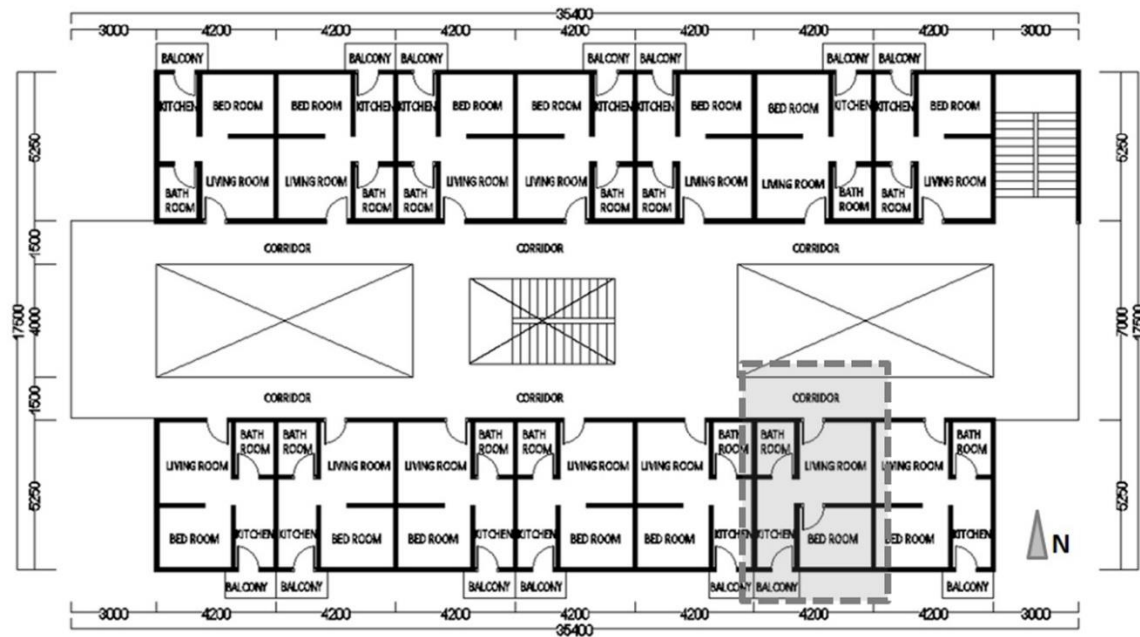 35400
3000 4200 4200 4200 4200 4200 4200 4200 3000
BALCONY BALCONY BALCONY BALCONY BALCONY BALCONY BALCONY
KITCHEN BED ROOM BED ROOM KITCHEN KITCHEN BED ROOM BED ROOM KITCHEN KITCHEN BED ROOM BED ROOM KITCHEN KITCHEN BED ROOM
5250 5250
LIVING ROOM LIVING ROOM LIVING ROOM LIVING ROOM LIVING ROOM LIVING ROOM LIVING ROOM
BATH BATH BATH BATH BATH BATH BATH
ROOM ROOM ROOM ROOM ROOM ROOM ROOM
1500
CORRIDOR CORRIDOR CORRIDOR
17500 4000 7000 17500
1500
CORRIDOR CORRIDOR CORRIDOR
BATH BATH BATH BATH BATH BATH BATH
ROOM ROOM ROOM ROOM ROOM ROOM ROOM
LIVING ROOM LIVING ROOM LIVING ROOM LIVING ROOM LIVING ROOM LIVING ROOM LIVING ROOM
5250 5250
BED ROOM KITCHEN KITCHEN BED ROOM BED ROOM KITCHEN KITCHEN BED ROOM BED ROOM KITCHEN KITCHEN BED ROOM BED ROOM KITCHEN
N
BALCONY BALCONY BALCONY BALCONY BALCONY BALCONY BALCONY
3000 4200 4200 4200 4200 4200 4200 4200 3000
35400